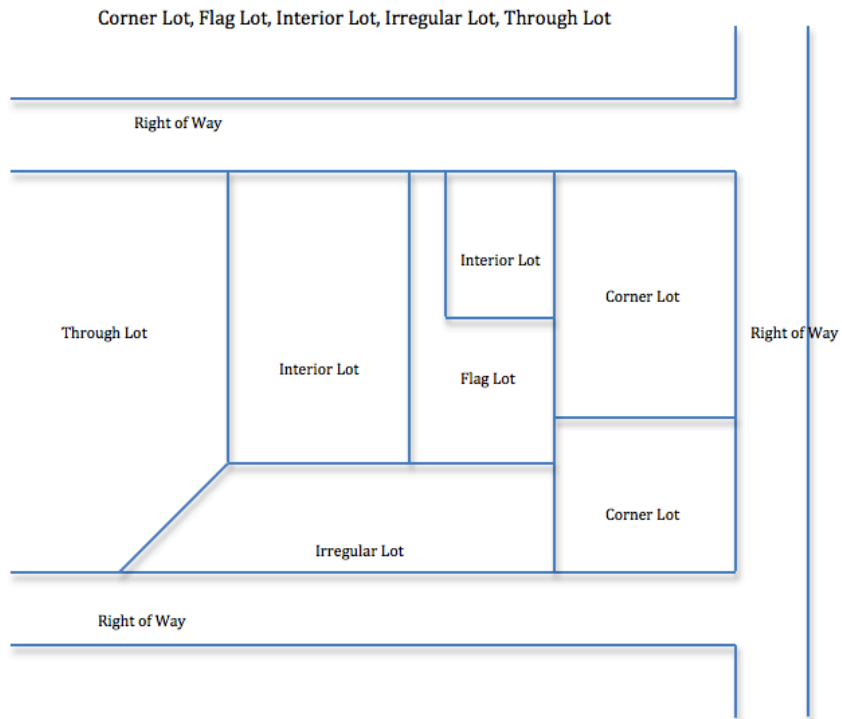 Corner Lot, Flag Lot, Interior Lot, Irregular Lot, Through Lot
Right of Way
Interior Lot
Corner Lot
Through Lot
Right of Way
Interior Lot
Flag Lot
Corner Lot
Irregular Lot
Right of Way